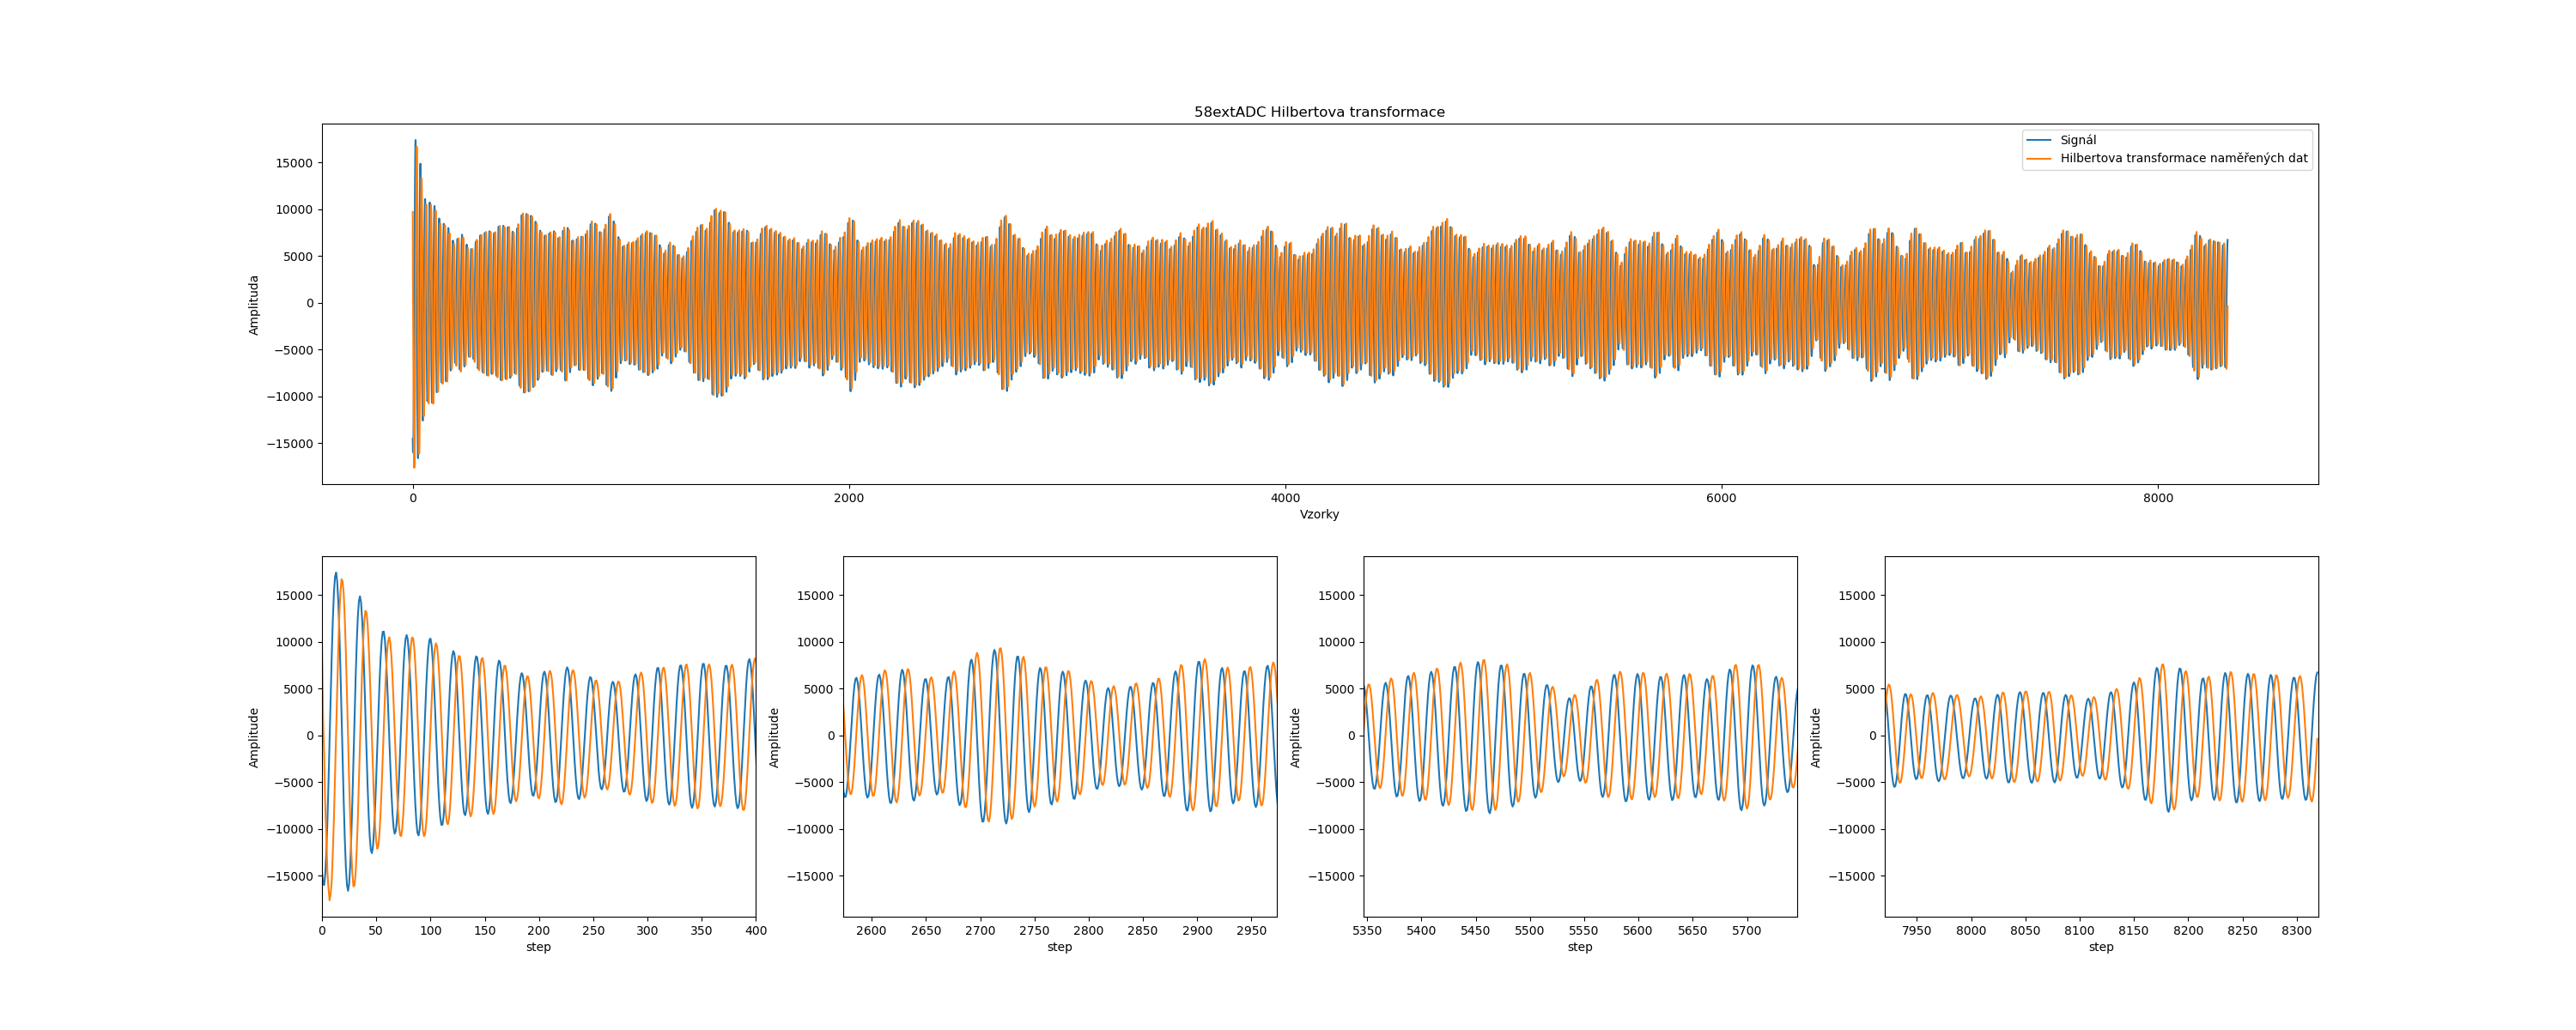 58extADC Hilbertova transformace
Signál
Hilbertova transformace naměřených dat
Amplituda
15000
10000
5000
0
−5000
−10000
−15000
0 2000 4000 6000 8000
Vzorky
Amplitude
15000
10000
5000
0
−5000
−10000
−15000
0 50 100 150 200 250 300 350 400
step
Amplitude
15000
10000
5000
0
−5000
−10000
−15000
2600 2650 2700 2750 2800 2850 2900 2950
step
Amplitude
15000
10000
5000
0
−5000
−10000
−15000
5350 5400 5450 5500 5550 5600 5650 5700
step
Amplitude
15000
10000
5000
0
−5000
−10000
−15000
7950 8000 8050 8100 8150 8200 8250 8300
step